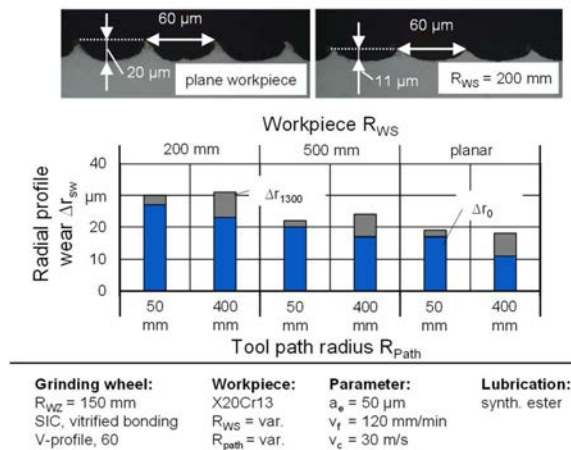 60 µm
60 µm
20 µm
plane workpiece
11 µm
R_WS = 200 mm
Workpiece R_WS
200 mm 500 mm planar
40
µm
20
10
0
Radial profile
wear Δr_sw
Δr_1300
Δr_0
50 400 50 400 50 400
mm mm mm mm mm mm
Tool path radius R_Path
Grinding wheel: Workpiece: Parameter: Lubrication:
R_WZ = 150 mm X20Cr13 a_e = 50 µm synth. ester
SIC, vitrified bonding R_WS = var. v_f = 120 mm/min
V-profile, 60 R_path = var. v_c = 30 m/s